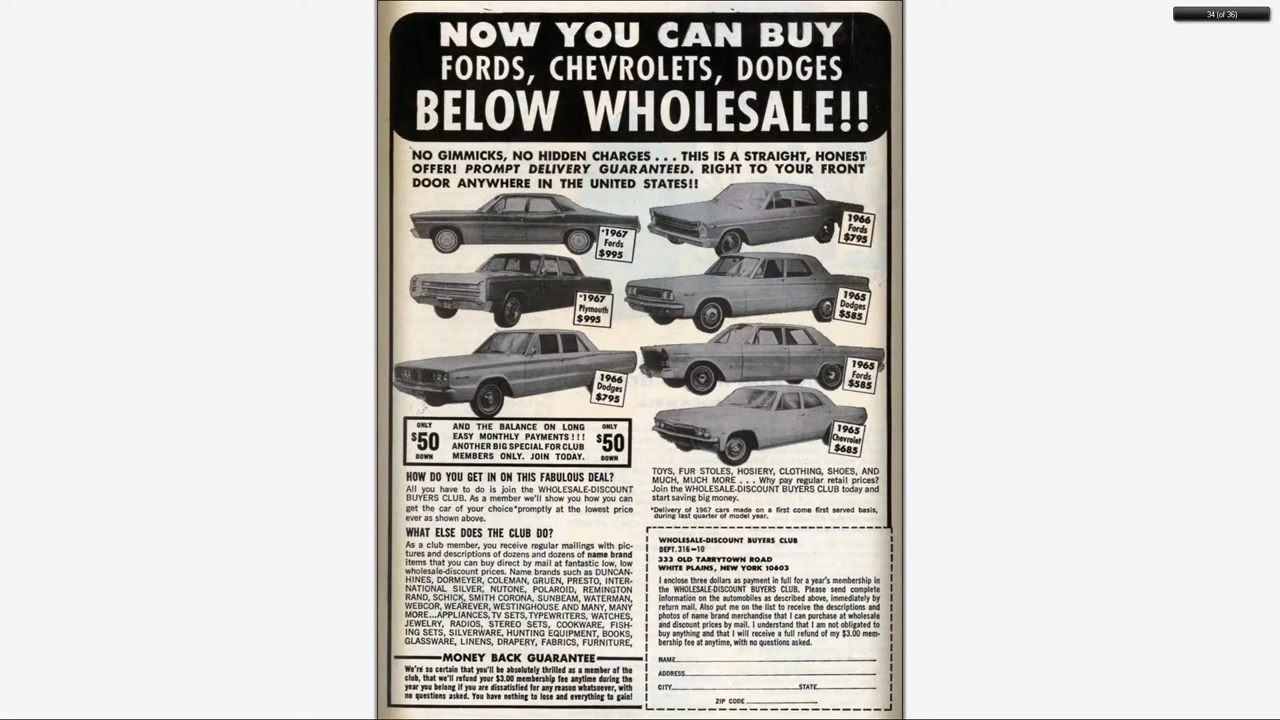 34 (of 36)
NOW YOU CAN BUY
FORDS, CHEVROLETS, DODGES
BELOW WHOLESALE!!
NO GIMMICKS, NO HIDDEN CHARGES . . . THIS IS A STRAIGHT, HONEST
OFFER! PROMPT DELIVERY GUARANTEED. RIGHT TO YOUR FRONT
DOOR ANYWHERE IN THE UNITED STATES!!
*1967
Fords
$995
1966
Fords
$795
*1967
Plymouth
$995
1965
Dodges
$585
1966
Dodges
$795
1965
Fords
$585
1965
Chevrolet
$685
ONLY
$50
DOWN
AND THE BALANCE ON LONG
EASY MONTHLY PAYMENTS!!!
ANOTHER BIG SPECIAL FOR CLUB
MEMBERS ONLY. JOIN TODAY.
ONLY
$50
DOWN
HOW DO YOU GET IN ON THIS FABULOUS DEAL?
All you have to do is join the WHOLESALE-DISCOUNT
BUYERS CLUB. As a member we'll show you how you can
get the car of your choice*promptly at the lowest price
ever as shown above.
WHAT ELSE DOES THE CLUB DO?
As a club member, you receive regular mailings with pic-
tures and descriptions of dozens and dozens of name brand
items that you can buy direct by mail at fantastic low, low
wholesale-discount prices. Name brands such as DUNCAN-
HINES, DORMEYER, COLEMAN, GRUEN, PRESTO, INTER-
NATIONAL SILVER, NUTONE, POLAROID, REMINGTON
RAND, SCHICK, SMITH CORONA, SUNBEAM, WATERMAN,
WEBCOR, WEAREVER, WESTINGHOUSE AND MANY, MANY
MORE...APPLIANCES, TV SETS, TYPEWRITERS, WATCHES,
JEWELRY, RADIOS, STEREO SETS, COOKWARE, FISH-
ING SETS, SILVERWARE, HUNTING EQUIPMENT, BOOKS,
GLASSWARE, LINENS, DRAPERY, FABRICS, FURNITURE,
TOYS, FUR STOLES, HOSIERY, CLOTHING, SHOES, AND
MUCH, MUCH MORE . . . Why pay regular retail prices?
Join the WHOLESALE-DISCOUNT BUYERS CLUB today and
start saving big money.
*Delivery of 1967 cars made on a first come first served basis,
during last quarter of model year.
MONEY BACK GUARANTEE
We're so certain that you'll be absolutely thrilled as a member of the
club, that we'll refund your $3.00 membership fee anytime during the
year you belong if you are dissatisfied for any reason whatsoever, with
no questions asked. You have nothing to lose and everything to gain!
WHOLESALE-DISCOUNT BUYERS CLUB
DEPT. 316-10
333 OLD TARRYTOWN ROAD
WHITE PLAINS, NEW YORK 10603
I enclose three dollars as payment in full for a year's membership in
the WHOLESALE-DISCOUNT BUYERS CLUB. Please send complete
information on the automobiles as described above, immediately by
return mail. Also put me on the list to receive the descriptions and
photos of name brand merchandise that I can purchase at wholesale
and discount prices by mail. I understand that I am not obligated to
buy anything and that I will receive a full refund of my $3.00 mem-
bership fee at anytime, with no questions asked.
NAME
ADDRESS
CITY STATE
ZIP CODE